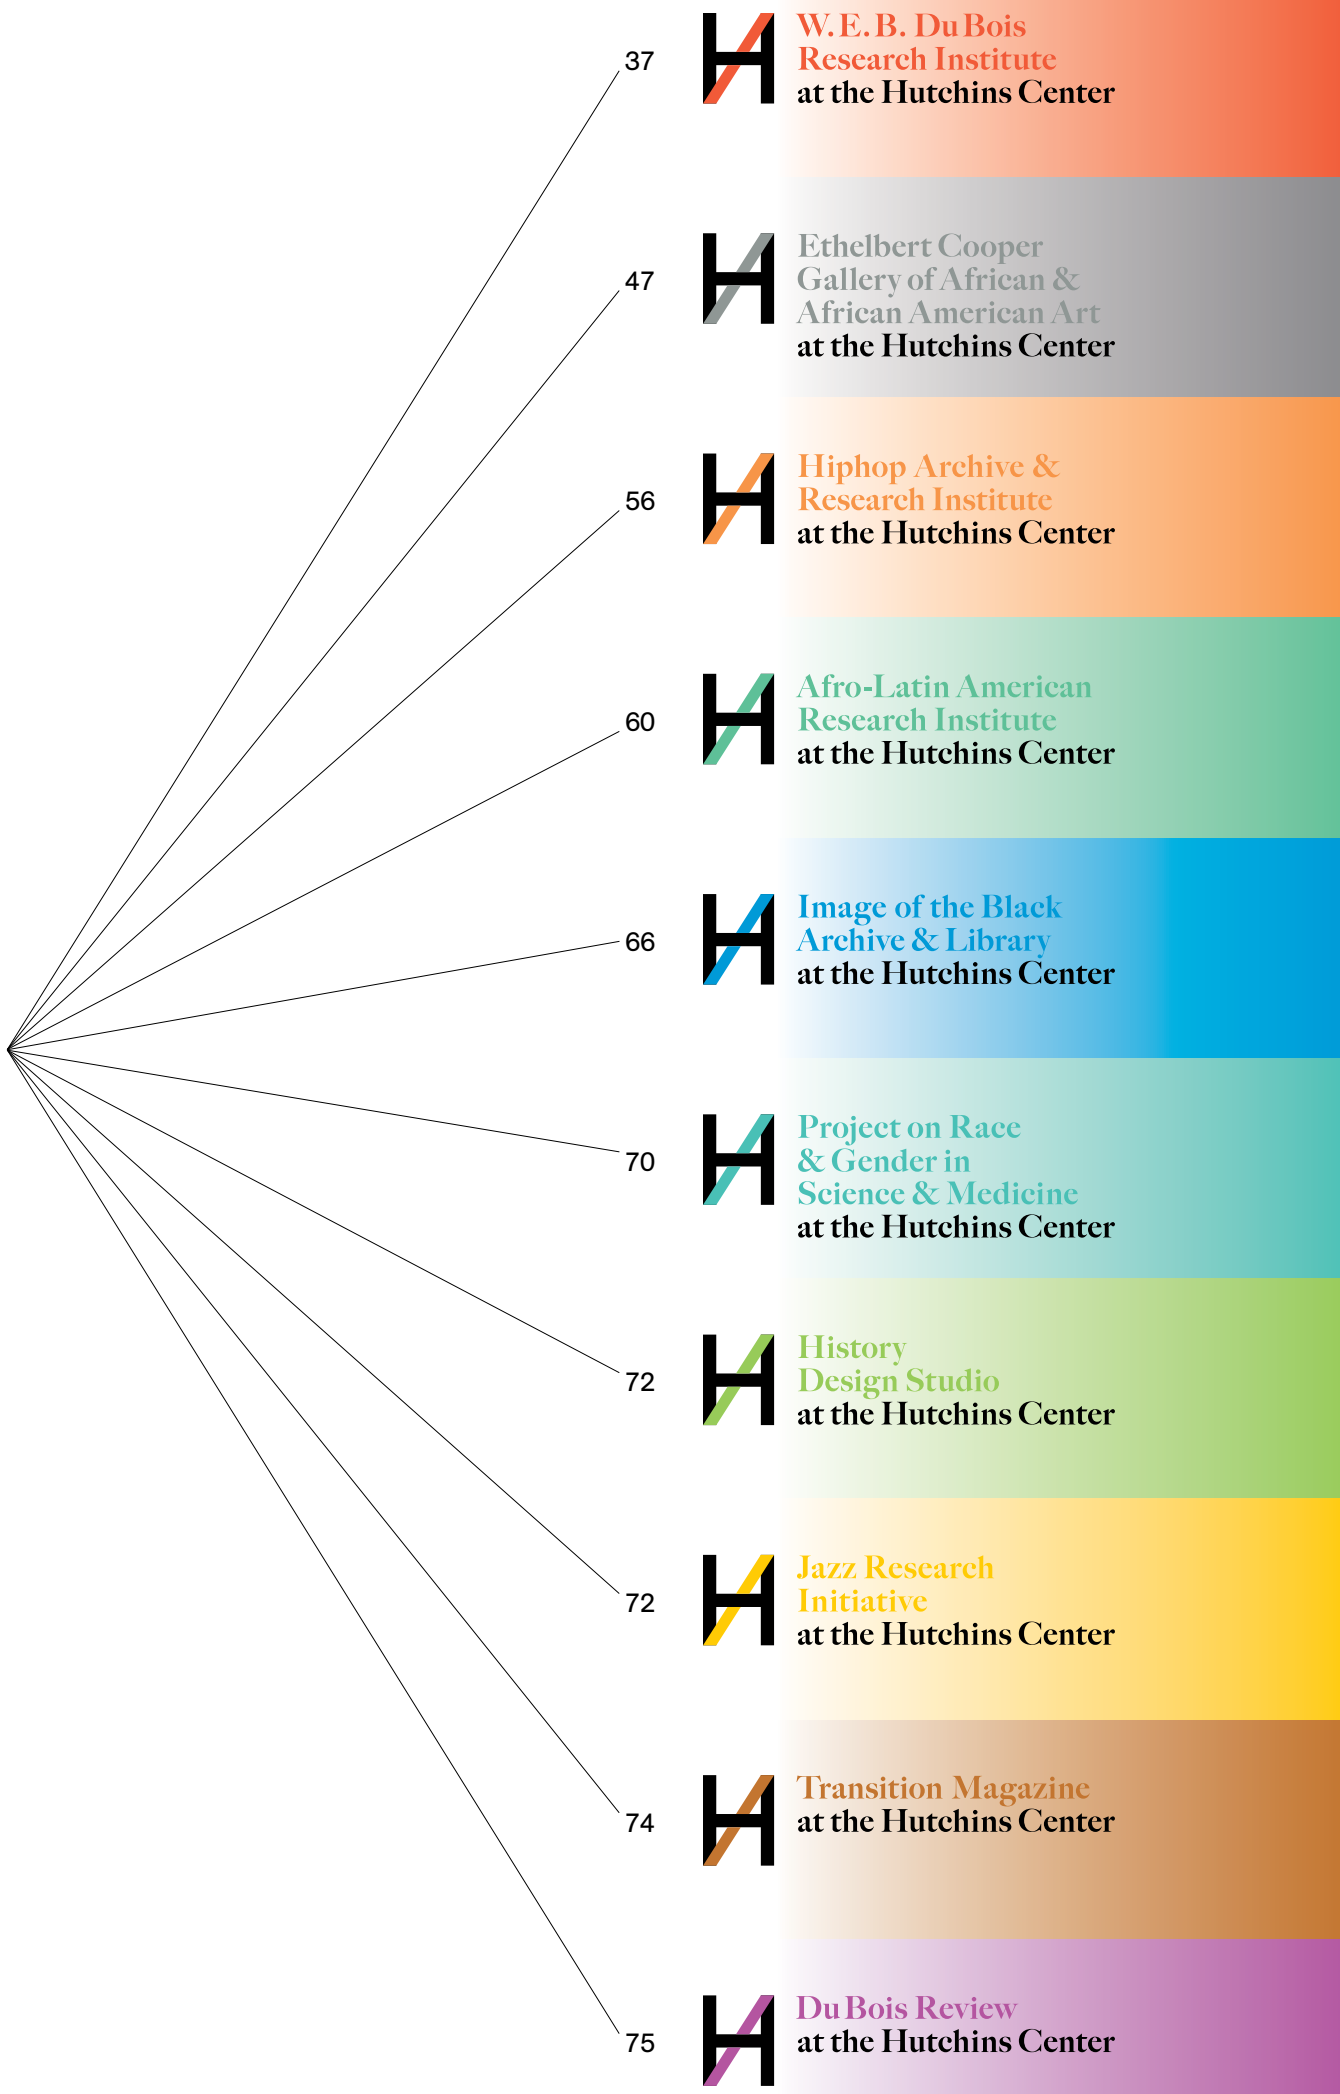 37
W.E.B. Du Bois
Research Institute
at the Hutchins Center
47
Ethelbert Cooper
Gallery of African &
African American Art
at the Hutchins Center
56
Hiphop Archive &
Research Institute
at the Hutchins Center
60
Afro-Latin American
Research Institute
at the Hutchins Center
66
Image of the Black
Archive & Library
at the Hutchins Center
70
Project on Race
& Gender in
Science & Medicine
at the Hutchins Center
72
History
Design Studio
at the Hutchins Center
72
Jazz Research
Initiative
at the Hutchins Center
74
Transition Magazine
at the Hutchins Center
75
Du Bois Review
at the Hutchins Center